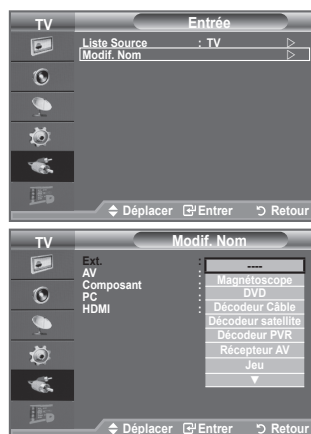 TV Entrée
Liste Source : TV ▷
Modif. Nom ▷
Déplacer Entrer Retour
TV Modif. Nom
Ext. : ----
AV : Magnétoscope
Composant : DVD
PC : Décodeur Câble
HDMI : Décodeur satellite
Décodeur PVR
Récepteur AV
Jeu
▼
Déplacer Entrer Retour